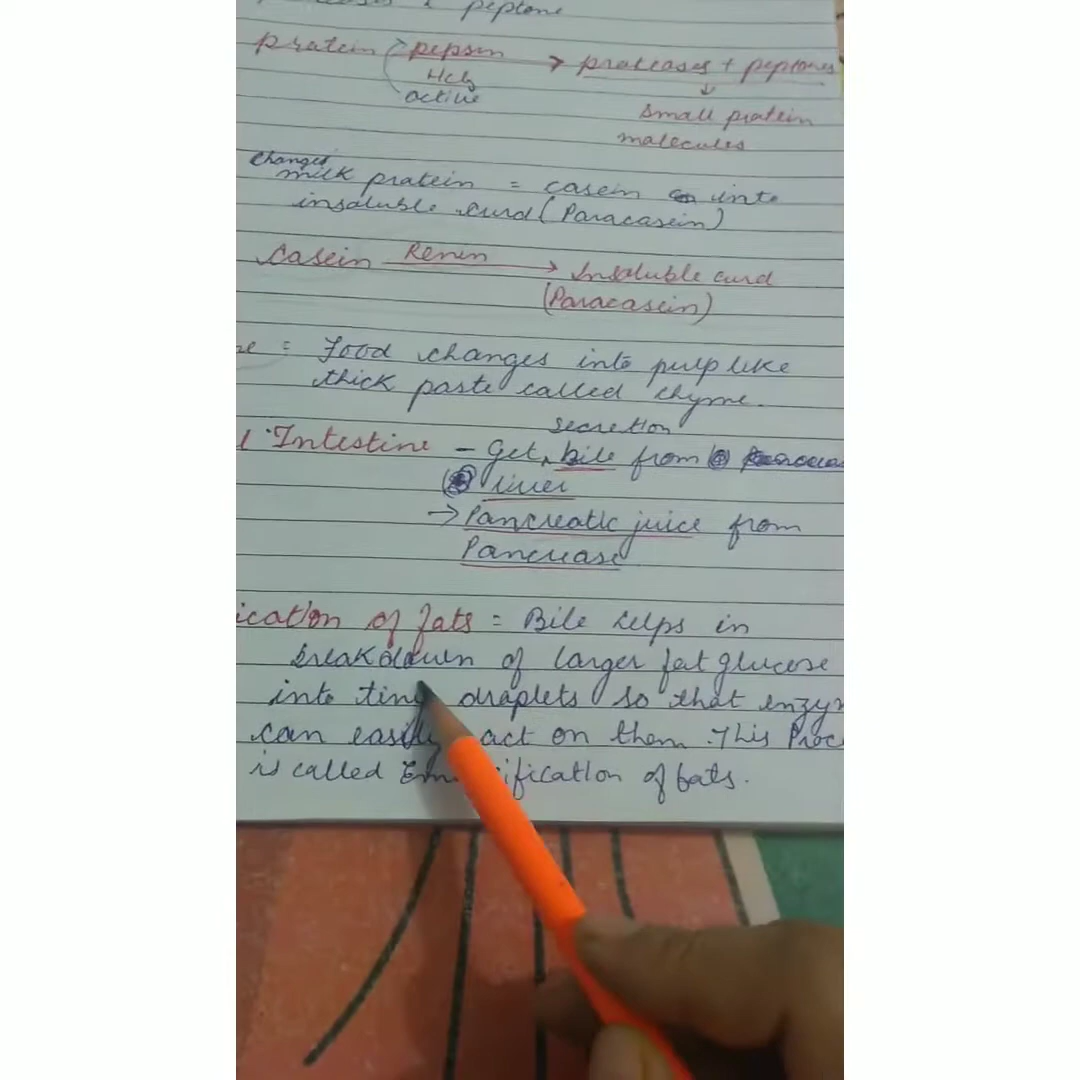 peptone
protein pepsin → proteases + peptones
HCl
active
↓
small protein
molecules
changes
milk protein = casein into
insoluble curd (Paracasein)
Casein Renin → Insoluble curd
(Paracasein)
= Food changes into pulp like
thick paste called chyme.
secretion
Intestine - Get bile from
liver
→ Pancreatic juice from
Pancrease
ication of fats = Bile helps in
breakdown of larger fat glucose
into tiny draplets so that enzy
can easily act on them. This Proc
is called ification of fats.